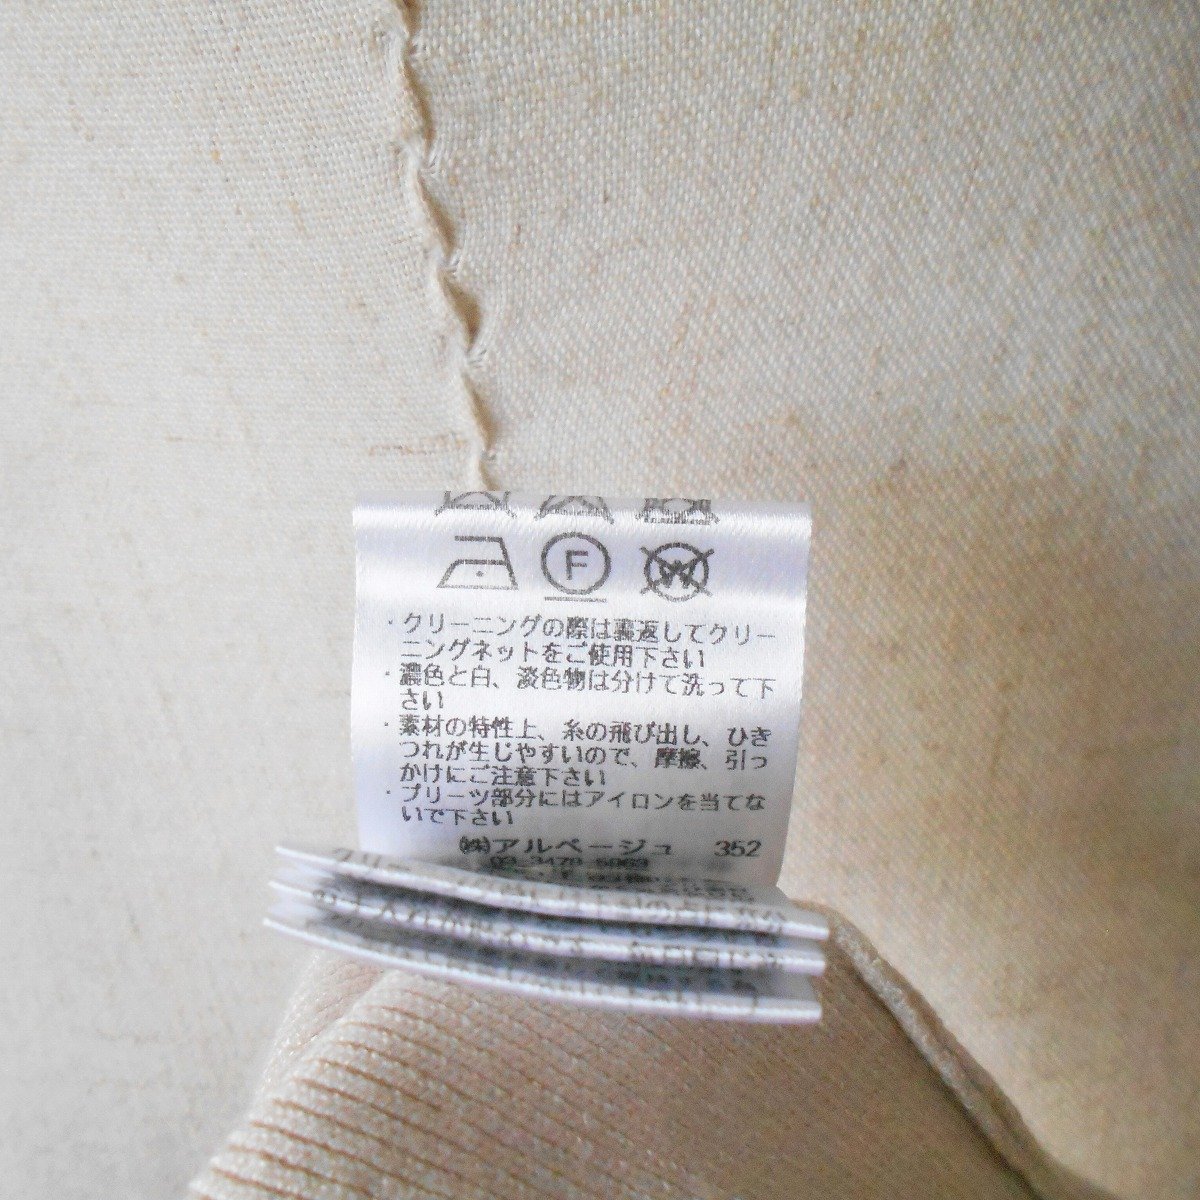 F W
・クリーニングの際は裏返してクリー
ニングネットをご使用下さい
・濃色と白、淡色物は分けて洗って下
さい
・素材の特性上、糸の飛び出し、ひき
つれが生じやすいので、摩擦、引っ
かけにご注意下さい
・プリーツ部分にはアイロンを当てな
いで下さい
㈱アルページュ 352